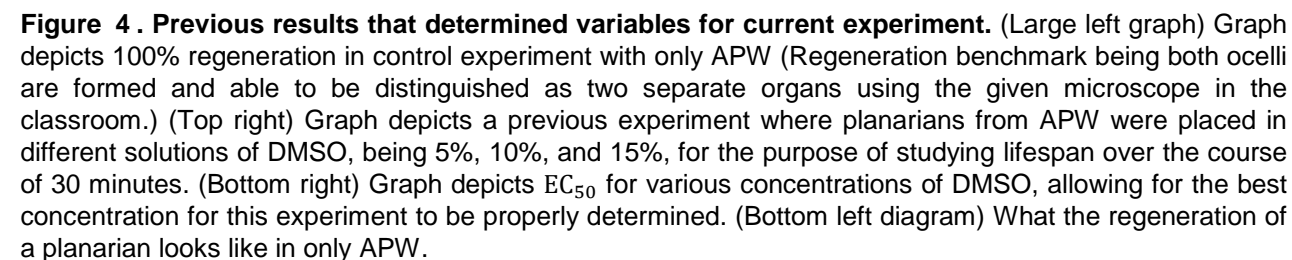 Figure 4 . Previous results that determined variables for current experiment. (Large left graph) Graph
depicts 100% regeneration in control experiment with only APW (Regeneration benchmark being both ocelli
are formed and able to be distinguished as two separate organs using the given microscope in the
classroom.) (Top right) Graph depicts a previous experiment where planarians from APW were placed in
different solutions of DMSO, being 5%, 10%, and 15%, for the purpose of studying lifespan over the course
of 30 minutes. (Bottom right) Graph depicts EC₅₀ for various concentrations of DMSO, allowing for the best
concentration for this experiment to be properly determined. (Bottom left diagram) What the regeneration of
a planarian looks like in only APW.